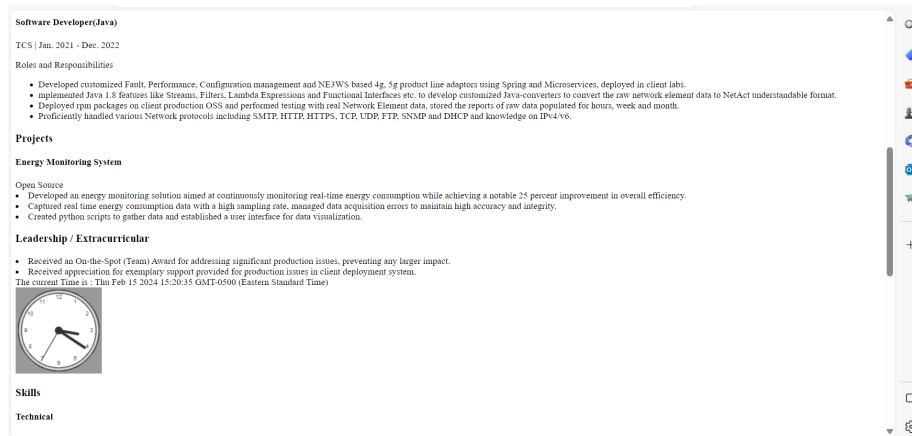 Software Developer(Java)
TCS | Jan. 2021 - Dec. 2022
Roles and Responsibilities
• Developed customized Fault, Performance, Configuration management and NE3WS based 4g, 5g product line adaptors using Spring and Microservices, deployed in client labs.
• mplemented Java 1.8 features like Streams, Filters, Lambda Expressions and Functional Interfaces etc, to develop customized Java-converters to convert the raw network element data to NetAct understandable format.
• Deployed rpm packages on client production OSS and performed testing with real Network Element data, stored the reports of raw data populated for hours, week and month.
• Proficiently handled various Network protocols including SMTP, HTTP, HTTPS, TCP, UDP, FTP, SNMP and DHCP and knowledge on IPv4/v6.
Projects
Energy Monitoring System
Open Source
• Developed an energy monitoring solution aimed at continuously monitoring real-time energy consumption while achieving a notable 25 percent improvement in overall efficiency.
• Captured real time energy consumption data with a high sampling rate, managed data acquisition errors to maintain high accuracy and integrity.
• Created python scripts to gather data and established a user interface for data visualization.
Leadership / Extracurricular
• Received an On-the-Spot (Team) Award for addressing significant production issues, preventing any larger impact.
• Received appreciation for exemplary support provided for production issues in client deployment system.
The current Time is : Thu Feb 15 2024 15:20:35 GMT-0500 (Eastern Standard Time)
12
11 1
10 2
9 3
8 4
7 5
6
Skills
Technical